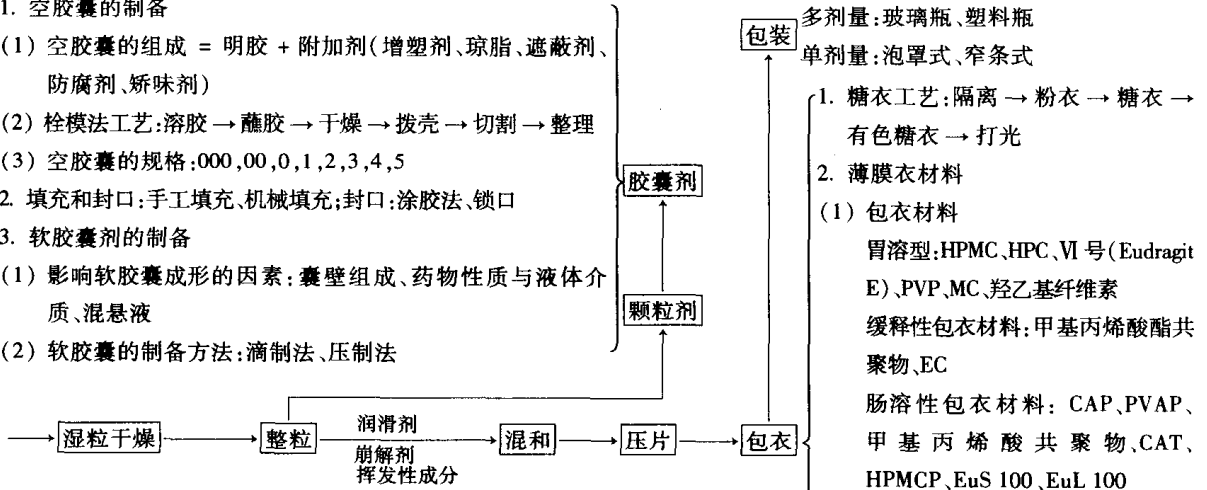 1. 空胶囊的制备
(1) 空胶囊的组成 = 明胶 + 附加剂(增塑剂、琼脂、遮蔽剂、
防腐剂、矫味剂)
(2) 栓模法工艺:溶胶→蘸胶→干燥→拨壳→切割→整理
(3) 空胶囊的规格:000,00,0,1,2,3,4,5
2. 填充和封口:手工填充、机械填充;封口:涂胶法、锁口
3. 软胶囊剂的制备
(1) 影响软胶囊成形的因素:囊壁组成、药物性质与液体介
质、混悬液
(2) 软胶囊的制备方法:滴制法、压制法
胶囊剂
颗粒剂
湿粒干燥
整粒
润滑剂
崩解剂
挥发性成分
混和
压片
包衣
包装
多剂量:玻璃瓶、塑料瓶
单剂量:泡罩式、窄条式
1. 糖衣工艺:隔离→粉衣→糖衣→
有色糖衣→打光
2. 薄膜衣材料
(1) 包衣材料
胃溶型:HPMC、HPC、Ⅵ号(Eudragit
E)、PVP、MC、羟乙基纤维素
缓释性包衣材料:甲基丙烯酸酯共
聚物、EC
肠溶性包衣材料: CAP、PVAP、
甲基丙烯酸共聚物、CAT、
HPMCP、EuS 100、EuL 100